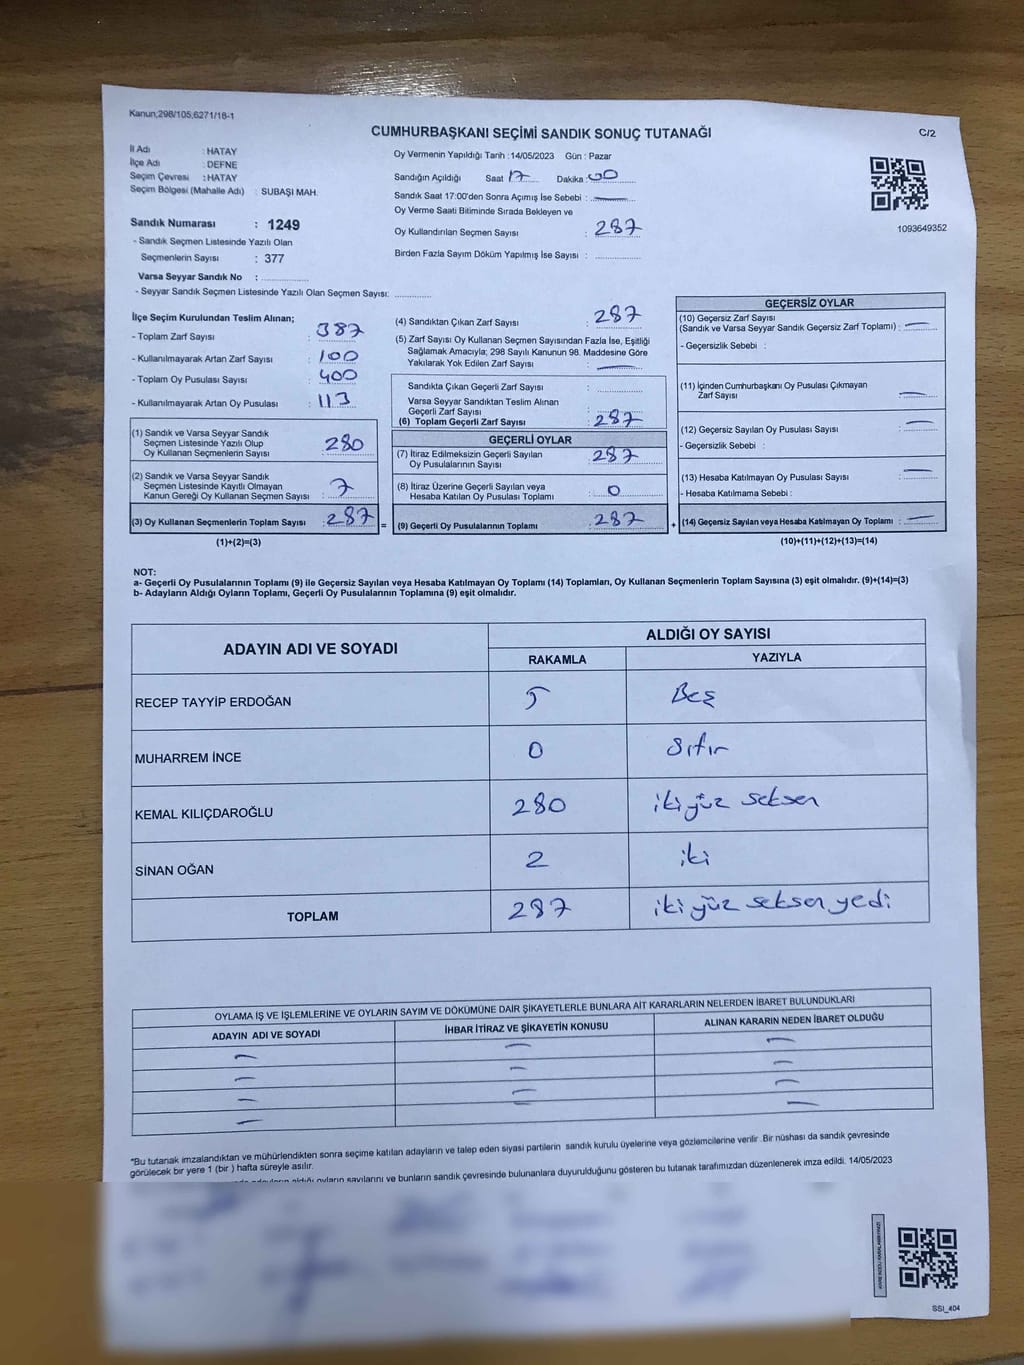 Kanun;298/105;6271/18-1
CUMHURBAŞKANI SEÇİMİ SANDIK SONUÇ TUTANAĞI
C/2
İl Adı : HATAY
İlçe Adı : DEFNE
Seçim Çevresi : HATAY
Seçim Bölgesi (Mahalle Adı) : SUBAŞI MAH.
Sandık Numarası : 1249
- Sandık Seçmen Listesinde Yazılı Olan
Seçmenlerin Sayısı : 377
Varsa Seyyar Sandık No :
- Seyyar Sandık Seçmen Listesinde Yazılı Olan Seçmen Sayısı:
Oy Vermenin Yapıldığı Tarih :14/05/2023 Gün : Pazar
Sandığın Açıldığı Saat 17 Dakika : 00
Sandık Saat 17:00'den Sonra Açımış İse Sebebi : —
Oy Verme Saati Bitiminde Sırada Bekleyen ve
Oy Kullandırılan Seçmen Sayısı : 287
Birden Fazla Sayım Döküm Yapılmış İse Sayısı :
1093649352
İlçe Seçim Kurulundan Teslim Alınan;
- Toplam Zarf Sayısı : 387
- Kullanılmayarak Artan Zarf Sayısı : 100
- Toplam Oy Pusulası Sayısı : 400
- Kullanılmayarak Artan Oy Pusulası : 113
(1) Sandık ve Varsa Seyyar Sandık
Seçmen Listesinde Yazılı Olup
Oy Kullanan Seçmenlerin Sayısı : 280
(2) Sandık ve Varsa Seyyar Sandık
Seçmen Listesinde Kayıtlı Olmayan
Kanun Gereği Oy Kullanan Seçmen Sayısı : 7
(3) Oy Kullanan Seçmenlerin Toplam Sayısı : 287 =
(1)+(2)=(3)
(4) Sandıktan Çıkan Zarf Sayısı : 287
(5) Zarf Sayısı Oy Kullanan Seçmen Sayısından Fazla İse, Eşitliği
Sağlamak Amacıyla; 298 Sayılı Kanunun 98. Maddesine Göre
Yakılarak Yok Edilen Zarf Sayısı : —
Sandıkta Çıkan Geçerli Zarf Sayısı :
Varsa Seyyar Sandıktan Teslim Alınan
Geçerli Zarf Sayısı :
(6) Toplam Geçerli Zarf Sayısı : 287
GEÇERLİ OYLAR
(7) İtiraz Edilmeksizin Geçerli Sayılan
Oy Pusulalarının Sayısı : 287
(8) İtiraz Üzerine Geçerli Sayılan veya
Hesaba Katılan Oy Pusulası Toplamı : 0
(9) Geçerli Oy Pusulalarının Toplamı : 287 +
GEÇERSİZ OYLAR
(10) Geçersiz Zarf Sayısı
(Sandık ve Varsa Seyyar Sandık Geçersiz Zarf Toplamı) : —
- Geçersizlik Sebebi :
(11) İçinden Cumhurbaşkanı Oy Pusulası Çıkmayan
Zarf Sayısı : —
(12) Geçersiz Sayılan Oy Pusulası Sayısı : —
- Geçersizlik Sebebi :
(13) Hesaba Katılmayan Oy Pusulası Sayısı : —
- Hesaba Katılmama Sebebi :
(14) Geçersiz Sayılan veya Hesaba Katılmayan Oy Toplamı : —
(10)+(11)+(12)+(13)=(14)
NOT:
a- Geçerli Oy Pusulalarının Toplamı (9) ile Geçersiz Sayılan veya Hesaba Katılmayan Oy Toplamı (14) Toplamları, Oy Kullanan Seçmenlerin Toplam Sayısına (3) eşit olmalıdır. (9)+(14)=(3)
b- Adayların Aldığı Oyların Toplamı, Geçerli Oy Pusulalarının Toplamına (9) eşit olmalıdır.
ADAYIN ADI VE SOYADI
ALDIĞI OY SAYISI
RAKAMLA YAZIYLA
RECEP TAYYİP ERDOĞAN 5 Beş
MUHARREM İNCE 0 Sıfır
KEMAL KILIÇDAROĞLU 280 iki yüz seksen
SİNAN OĞAN 2 iki
TOPLAM 287 iki yüz seksen yedi
OYLAMA İŞ VE İŞLEMLERİNE VE OYLARIN SAYIM VE DÖKÜMÜNE DAİR ŞİKAYETLERLE BUNLARA AİT KARARLARIN NELERDEN İBARET BULUNDUKLARI
ADAYIN ADI VE SOYADI İHBAR İTİRAZ VE ŞİKAYETİN KONUSU ALINAN KARARIN NEDEN İBARET OLDUĞU
— — —
— — —
— — —
— —
*Bu tutanak imzalandıktan ve mühürlendikten sonra seçime katılan adayların ve talep eden siyasi partilerin sandık kurulu üyelerine veya gözlemcilerine verilir. Bir nüshası da sandık çevresinde
görülecek bir yere 1 (bir ) hafta süreyle asılır.
adayların aldığı oyların sayılarını ve bunların sandık çevresinde bulunanlara duyurulduğunu gösteren bu tutanak tarafımızdan düzenlenerek imza edildi. 14/05/2023
SSI_404